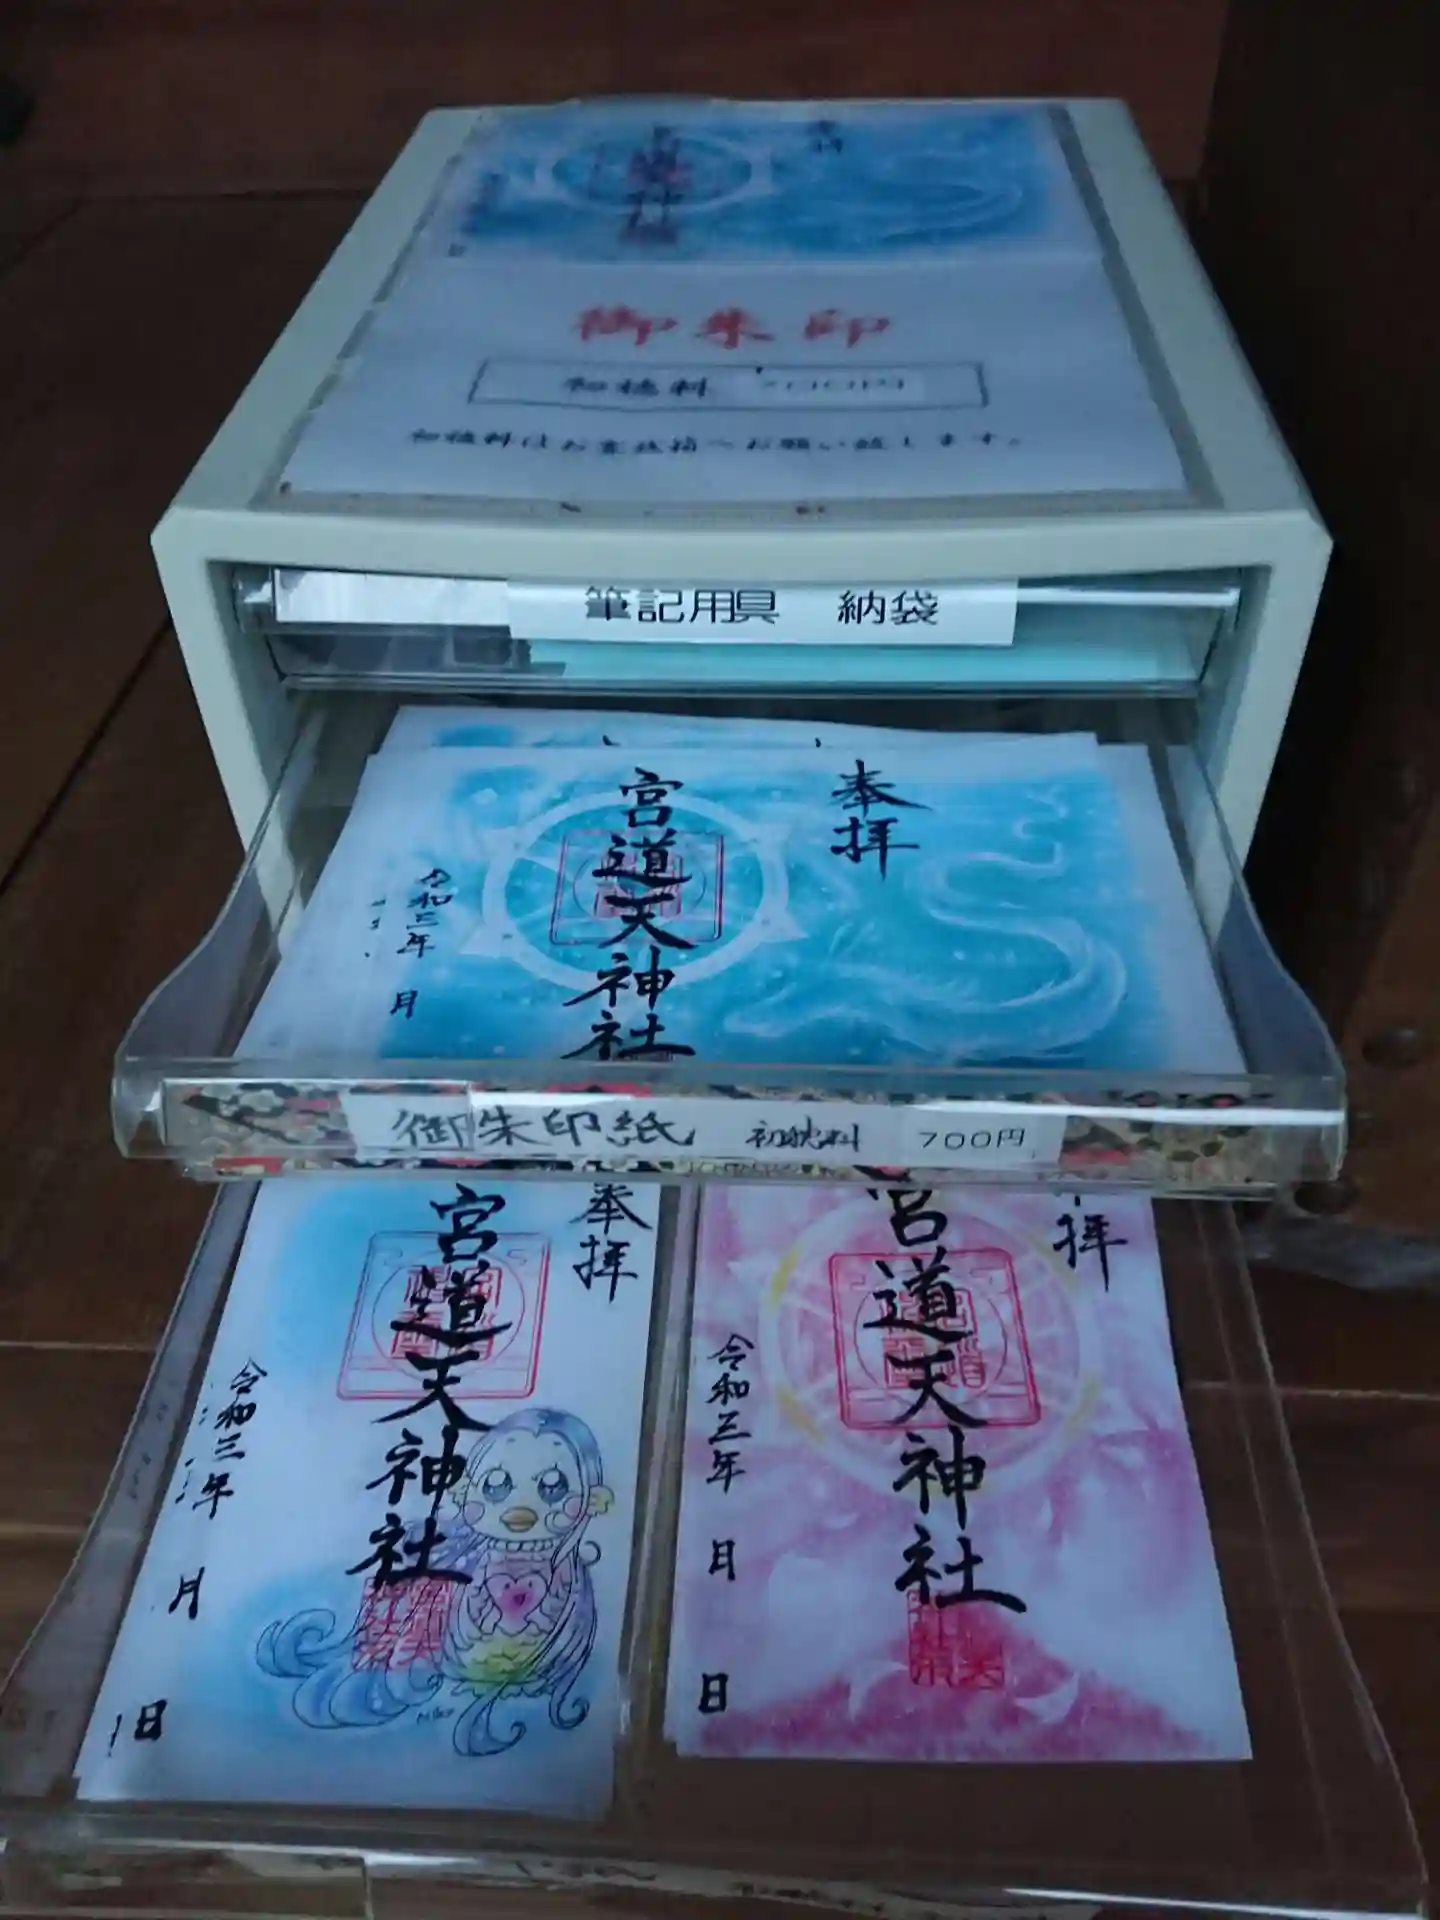 御朱印
初穂料
初穂料はお賽銭箱へお願い致します。
筆記用具 納袋
奉拝
宮道天神社
令和三年 月
御朱印紙 初穂料 700円
奉拝
宮道天神社
令和三年 月 日
拝
宮道天神社
令和三年 月 日